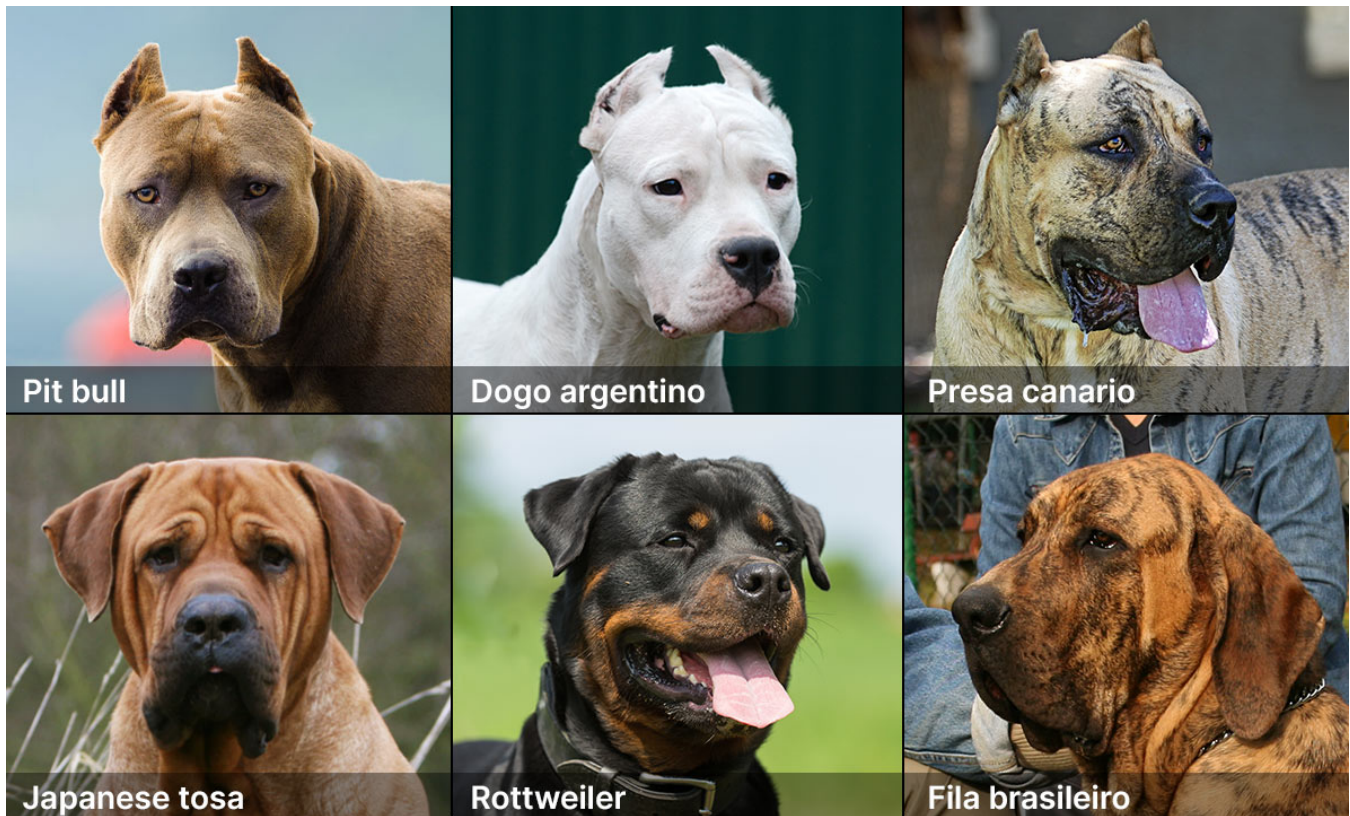 Pit bull
Dogo argentino
Presa canario
Japanese tosa
Rottweiler
Fila brasileiro